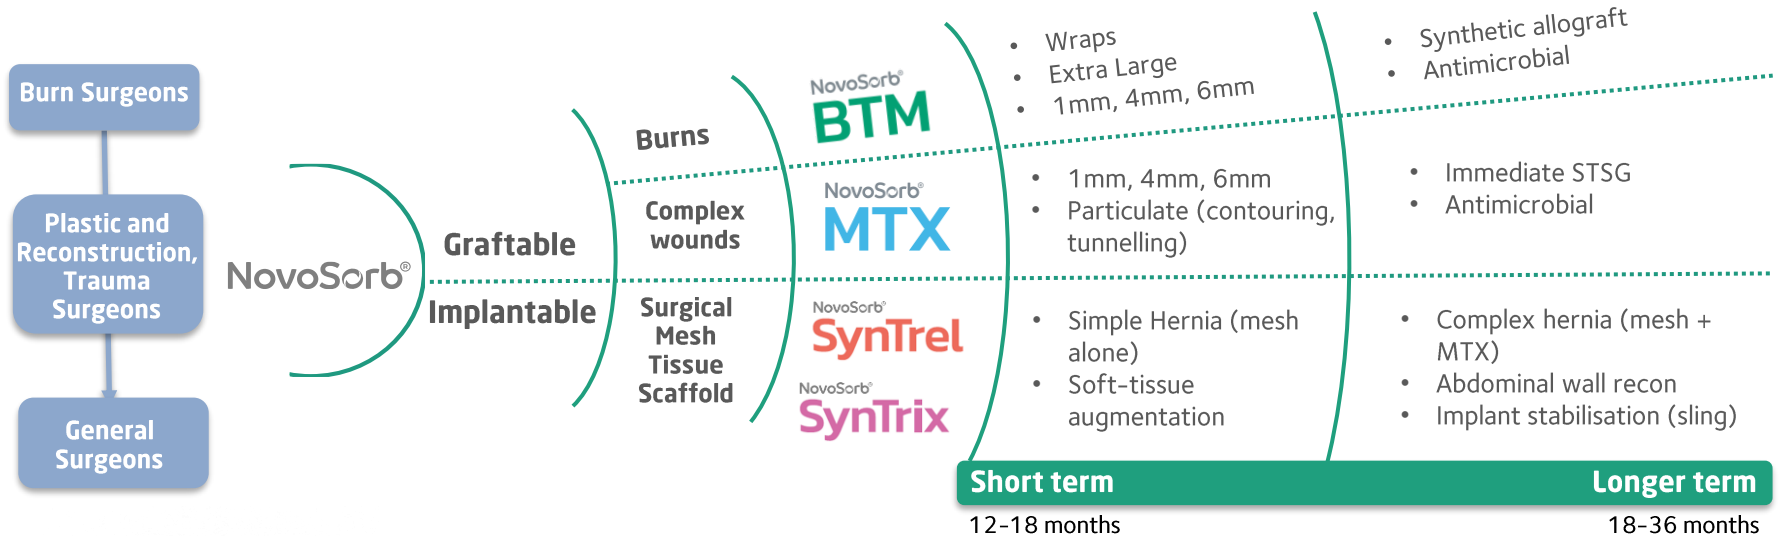 Burn Surgeons
Plastic and
Reconstruction,
Trauma
Surgeons
General
Surgeons
NovoSorb®
Graftable
Implantable
Burns
Complex
wounds
Surgical
Mesh
Tissue
Scaffold
NovoSorb®
BTM
NovoSorb®
MTX
NovoSorb®
SynTrel
NovoSorb®
SynTrix
• Wraps
• Extra Large
• 1mm, 4mm, 6mm
• 1mm, 4mm, 6mm
• Particulate (contouring,
tunnelling)
• Simple Hernia (mesh
alone)
• Soft-tissue
augmentation
• Synthetic allograft
• Antimicrobial
• Immediate STSG
• Antimicrobial
• Complex hernia (mesh +
MTX)
• Abdominal wall recon
• Implant stabilisation (sling)
Short term
Longer term
12-18 months
18-36 months